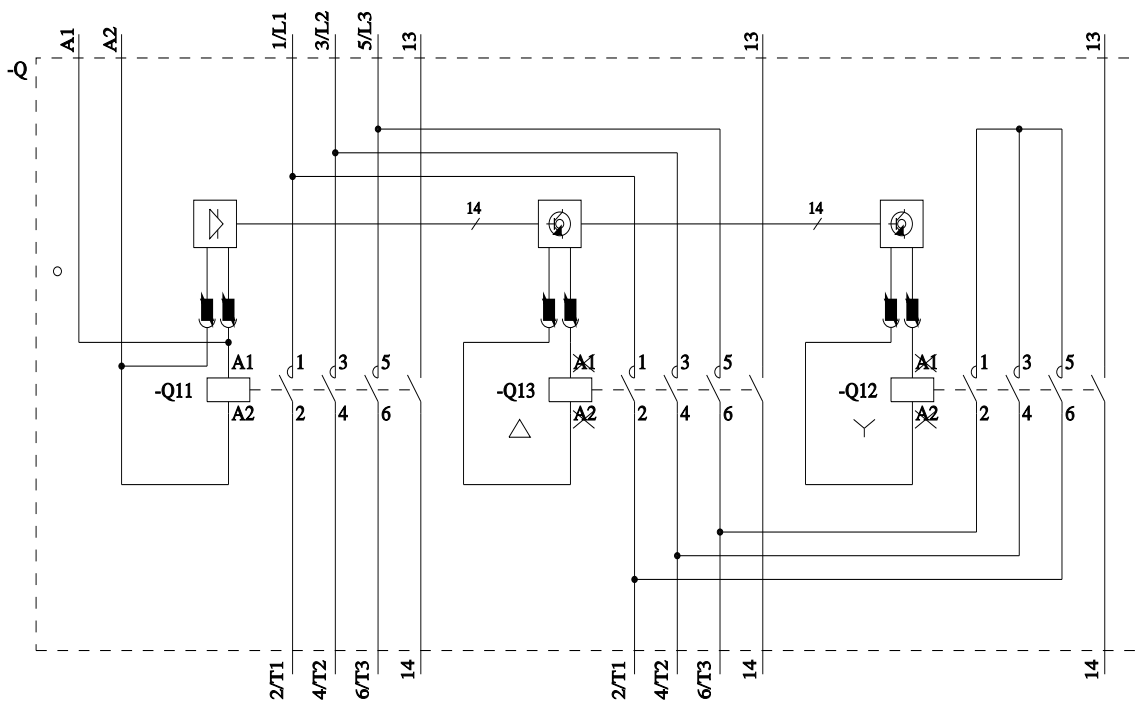 A1 A2 1/L1 3/L2 5/L3 13 13 13
-Q
14 14
A1 1 3 5 A1 1 3 5 A1 1 3 5
-Q11 -Q13 -Q12
A2 2 4 6 A2 2 4 6 A2 2 4 6
2/T1 4/T2 6/T3 14 2/T1 4/T2 6/T3 14 14